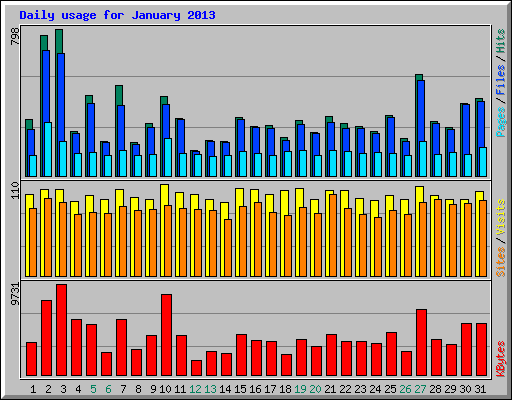 Daily usage for January 2013
798
Pages / Files / Hits
110
Sites / Visits
9731
KBytes
1 2 3 4 5 6 7 8 9 10 11 12 13 14 15 16 17 18 19 20 21 22 23 24 25 26 27 28 29 30 31